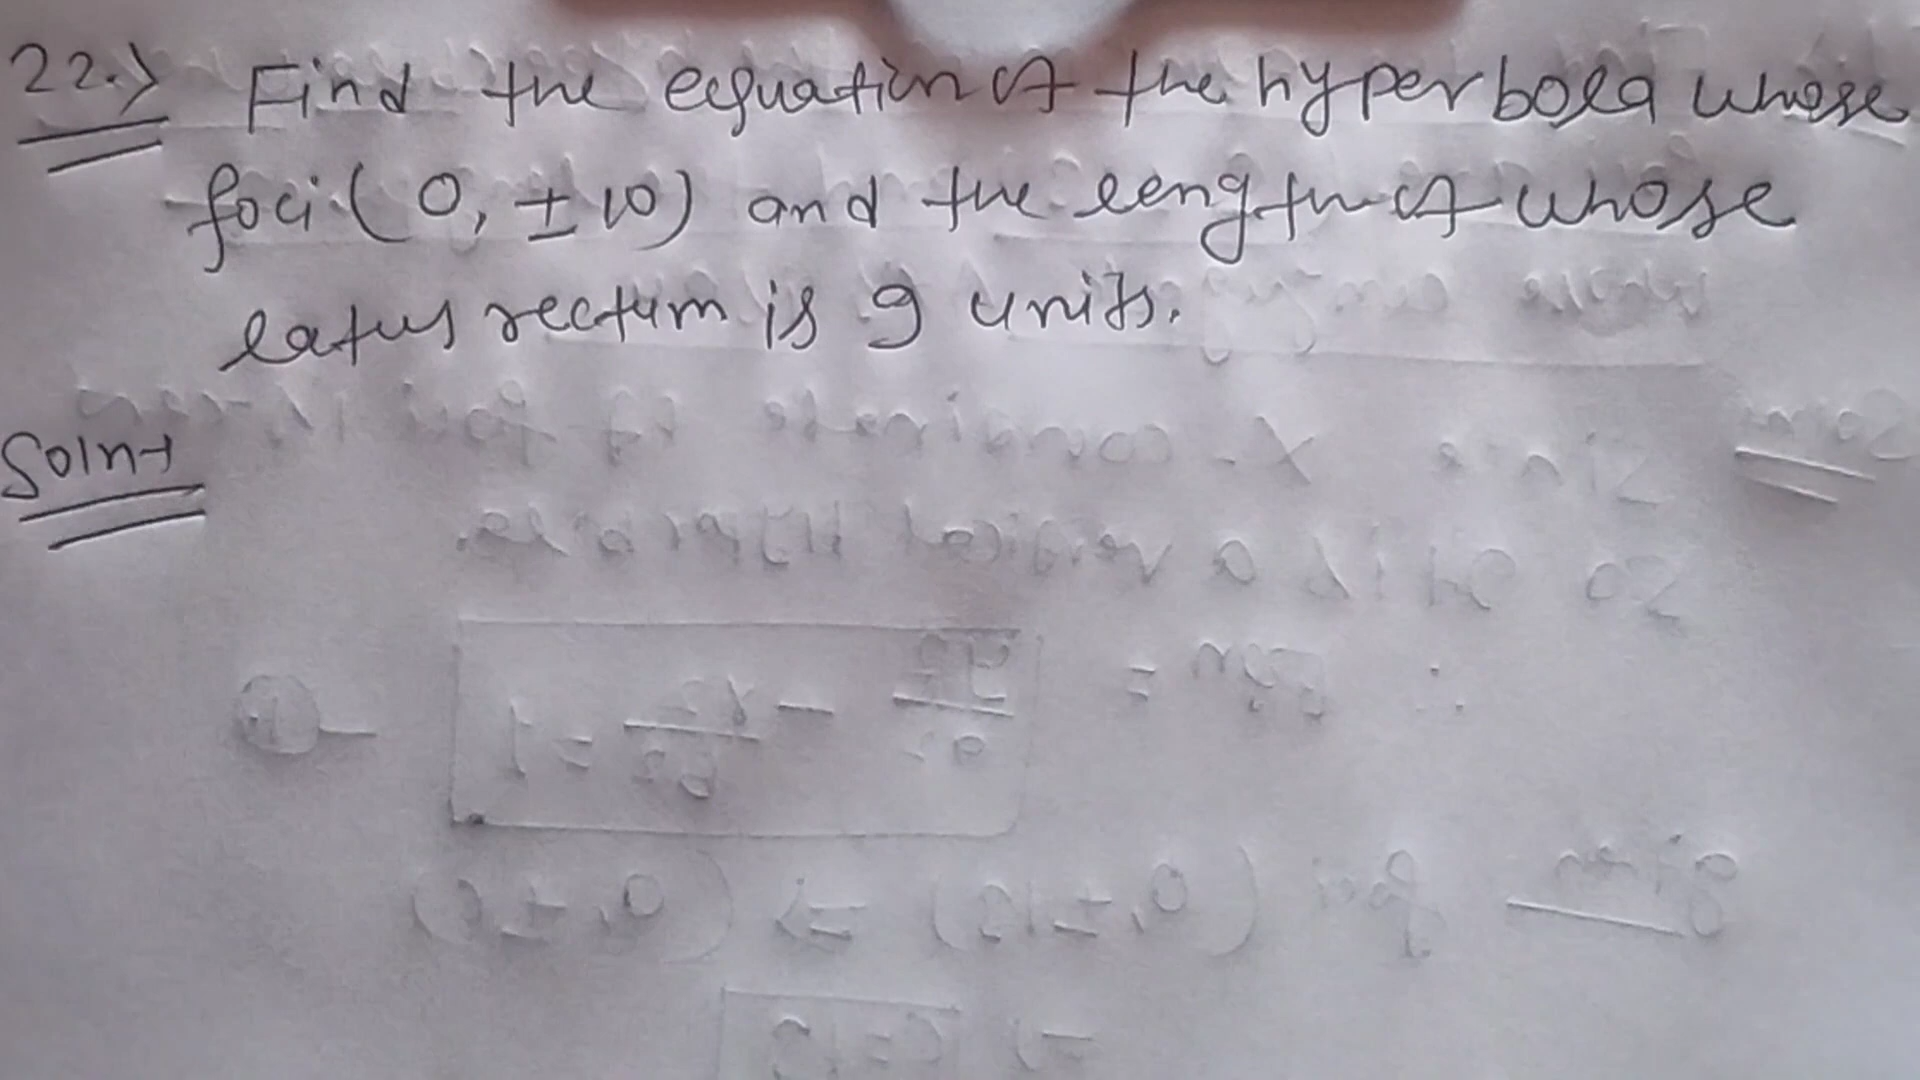 22.) Find the equation of the hyperbola whose
foci (0, ±10) and the length of whose
latus rectum is 9 units.
Soln→